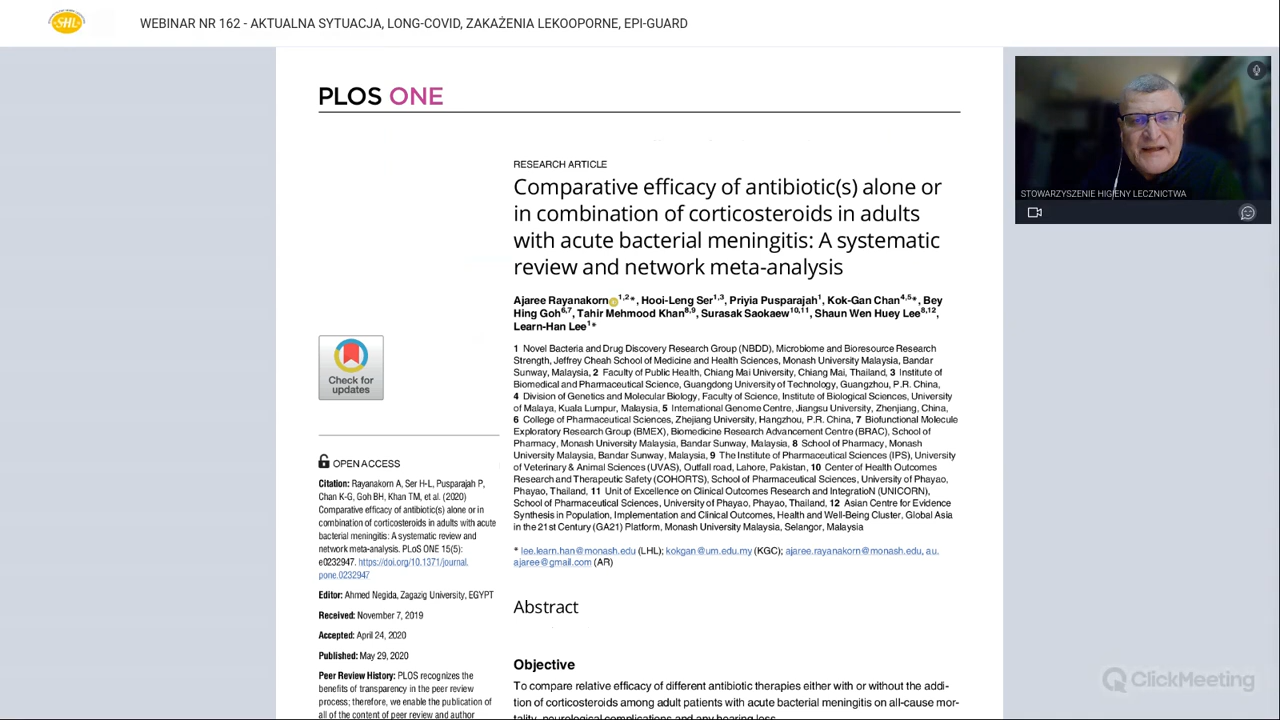 SHL
WEBINAR NR 162 - AKTUALNA SYTUACJA, LONG-COVID, ZAKAŻENIA LEKOOPORNE, EPI-GUARD
PLOS ONE
RESEARCH ARTICLE
Comparative efficacy of antibiotic(s) alone or
in combination of corticosteroids in adults
with acute bacterial meningitis: A systematic
review and network meta-analysis
Ajaree Rayanakorn1,2*, Hooi-Leng Ser1,3, Priyia Pusparajah1, Kok-Gan Chan4,5*, Bey
Hing Goh6,7, Tahir Mehmood Khan8,9, Surasak Saokaew10,11, Shaun Wen Huey Lee8,12,
Learn-Han Lee1*
1 Novel Bacteria and Drug Discovery Research Group (NBDD), Microbiome and Bioresource Research
Strength, Jeffrey Cheah School of Medicine and Health Sciences, Monash University Malaysia, Bandar
Sunway, Malaysia, 2 Faculty of Public Health, Chiang Mai University, Chiang Mai, Thailand, 3 Institute of
Biomedical and Pharmaceutical Science, Guangdong University of Technology, Guangzhou, P.R. China,
4 Division of Genetics and Molecular Biology, Faculty of Science, Institute of Biological Sciences, University
of Malaya, Kuala Lumpur, Malaysia, 5 International Genome Centre, Jiangsu University, Zhenjiang, China,
6 College of Pharmaceutical Sciences, Zhejiang University, Hangzhou, P.R. China, 7 Biofunctional Molecule
Exploratory Research Group (BMEX), Biomedicine Research Advancement Centre (BRAC), School of
Pharmacy, Monash University Malaysia, Bandar Sunway, Malaysia, 8 School of Pharmacy, Monash
University Malaysia, Bandar Sunway, Malaysia, 9 The Institute of Pharmaceutical Sciences (IPS), University
of Veterinary & Animal Sciences (UVAS), Outfall road, Lahore, Pakistan, 10 Center of Health Outcomes
Research and Therapeutic Safety (COHORTS), School of Pharmaceutical Sciences, University of Phayao,
Phayao, Thailand, 11 Unit of Excellence on Clinical Outcomes Research and IntegratioN (UNICORN),
School of Pharmaceutical Sciences, University of Phayao, Phayao, Thailand, 12 Asian Centre for Evidence
Synthesis in Population, Implementation and Clinical Outcomes, Health and Well-Being Cluster, Global Asia
in the 21st Century (GA21) Platform, Monash University Malaysia, Selangor, Malaysia
* lee.learn.han@monash.edu (LHL); kokgan@um.edu.my (KGC); ajaree.rayanakorn@monash.edu, au.
ajaree@gmail.com (AR)
Abstract
Objective
To compare relative efficacy of different antibiotic therapies either with or without the addi-
tion of corticosteroids among adult patients with acute bacterial meningitis on all-cause mor-
tality, neurological complications and any hearing loss.
Check for
updates
OPEN ACCESS
Citation: Rayanakorn A, Ser H-L, Pusparajah P,
Chan K-G, Goh BH, Khan TM, et al. (2020)
Comparative efficacy of antibiotic(s) alone or in
combination of corticosteroids in adults with acute
bacterial meningitis: A systematic review and
network meta-analysis. PLoS ONE 15(5):
e0232947. https://doi.org/10.1371/journal.
pone.0232947
Editor: Ahmed Negida, Zagazig University, EGYPT
Received: November 7, 2019
Accepted: April 24, 2020
Published: May 29, 2020
Peer Review History: PLOS recognizes the
benefits of transparency in the peer review
process; therefore, we enable the publication of
all of the content of peer review and author
STOWARZYSZENIE HIGIENY LECZNICTWA
ClickMeeting